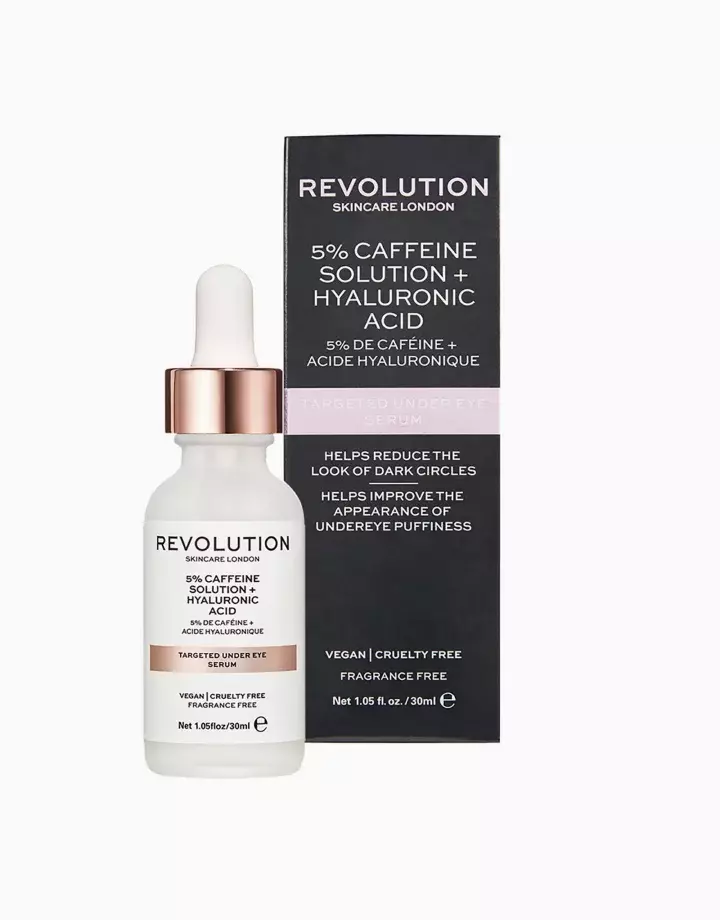 REVOLUTION
SKINCARE LONDON
5% CAFFEINE
SOLUTION +
HYALURONIC
ACID
5% DE CAFÉINE +
ACIDE HYALURONIQUE
TARGETED UNDER EYE
SERUM
HELPS REDUCE THE
LOOK OF DARK CIRCLES
HELPS IMPROVE THE
APPEARANCE OF
UNDEREYE PUFFINESS
VEGAN | CRUELTY FREE
FRAGRANCE FREE
Net 1.05 fl. oz. / 30ml ℮
REVOLUTION
SKINCARE LONDON
5% CAFFEINE
SOLUTION +
HYALURONIC
ACID
5% DE CAFÉINE +
ACIDE HYALURONIQUE
TARGETED UNDER EYE
SERUM
VEGAN | CRUELTY FREE
FRAGRANCE FREE
Net 1.05floz/30ml ℮